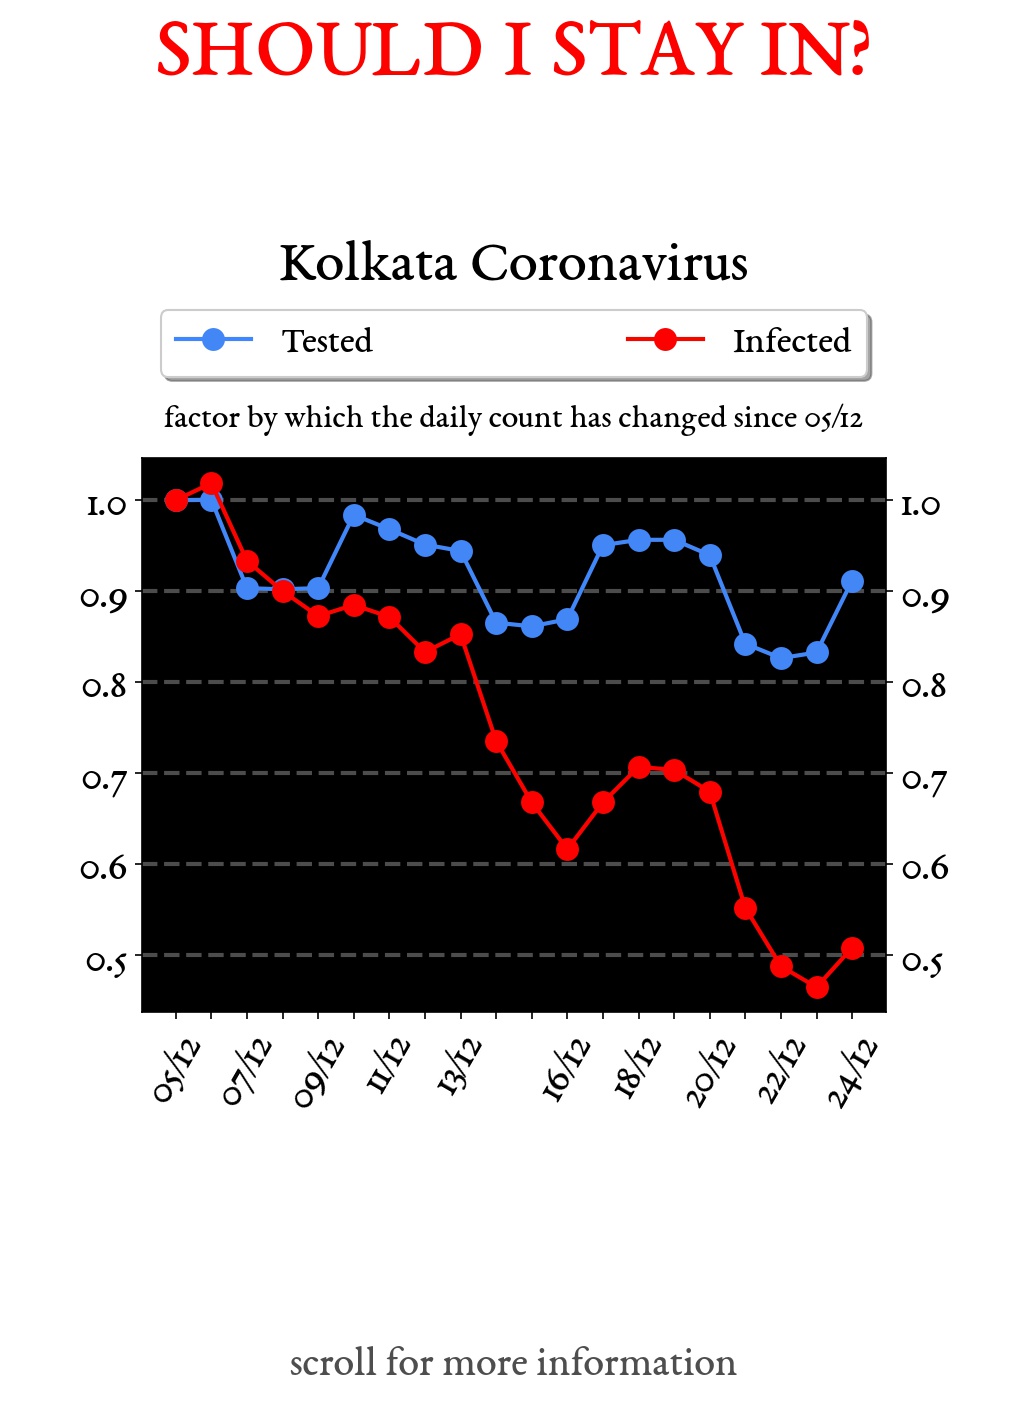 SHOULD I STAY IN?
Kolkata Coronavirus
Tested Infected
factor by which the daily count has changed since 05/12
1.0 1.0
0.9 0.9
0.8 0.8
0.7 0.7
0.6 0.6
0.5 0.5
05/12 07/12 09/12 11/12 13/12 16/12 18/12 20/12 22/12 24/12
scroll for more information